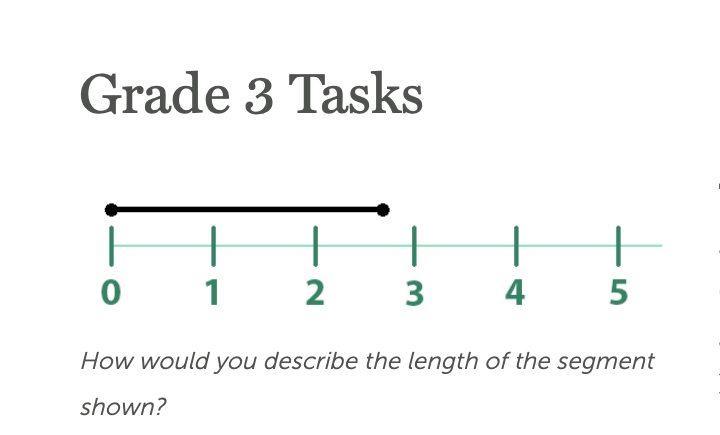 Grade 3 Tasks
0 1 2 3 4 5
How would you describe the length of the segment
shown?